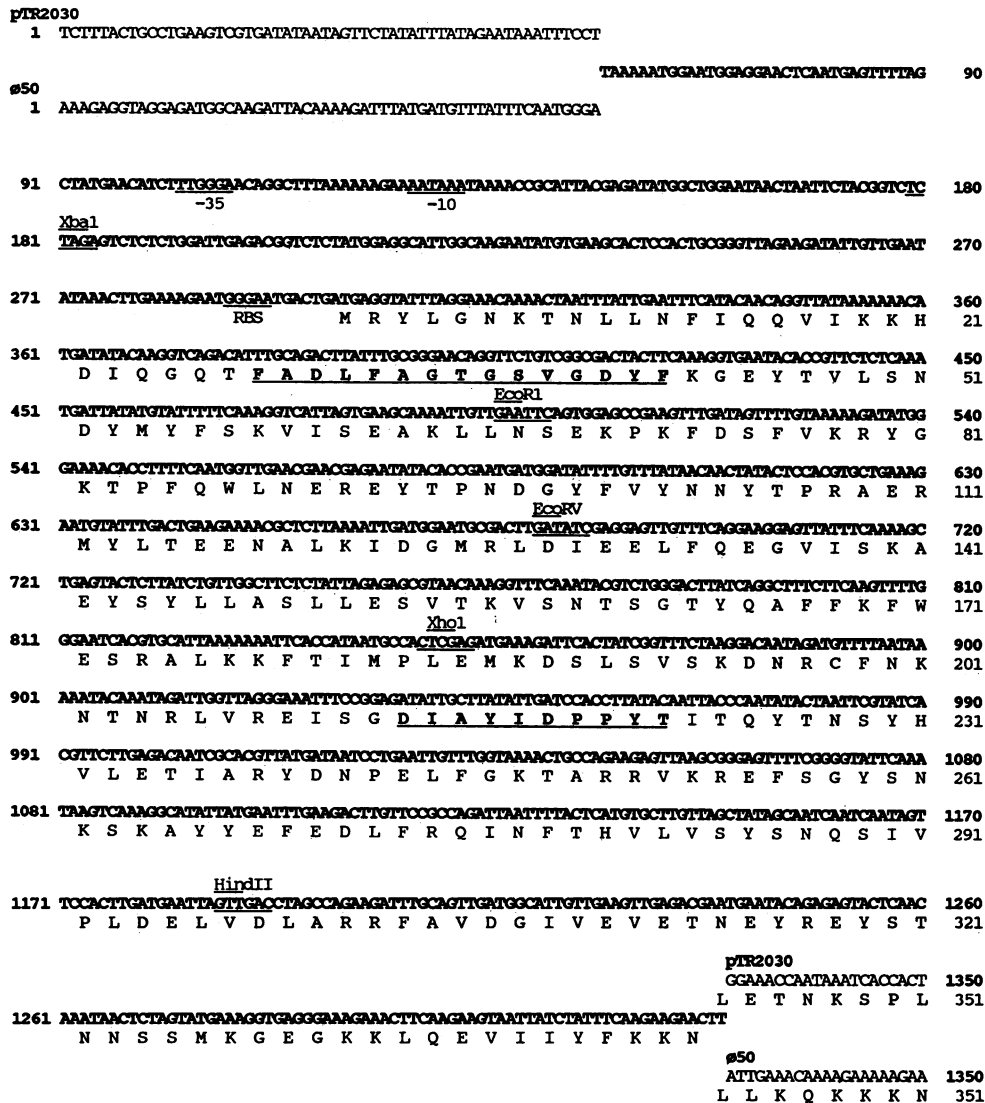 pTR2030
1 TCTTTACTGCCTGAAGTCGTGATATAATAGTTCTATATTTATAGAATAAATTTCCT
TAAAAATGGAATGGAGGAACTCAATGAGTTTTAG 90
ø50
1 AAAGAGGTAGGAGATGGCAAGATTACAAAAGATTTATGATGTTTATTTCAATGGGA
91 CTATGAACATCTTTGGGAACAGGCTTTAAAAAAGAAAATAAATAAAACCGCATTACGAGATATGGCTGGAATAACTAATTCTACGGTCTC 180
-35 -10
Xba1
181 TAGAGTCTCTCTGGATTGAGACGGTCTCTATGGAGGCATTGGCAAGAATATGTGAAGCACTCCACTGCGGGTTAGAAGATATTGTTGAAT 270
271 ATAAACTTGAAAAGAATGGGAATGACTGATGAGGTATTTAGGAAACAAAACTAATTTATTGAATTTCATACAACAGGTTATAAAAAAACA 360
RBS M R Y L G N K T N L L N F I Q Q V I K K H 21
361 TGATATACAAGGTCAGACATTTGCAGACTTATTTGCGGGAACAGGTTCTGTCGGCGACTACTTCAAAGGTGAATACACCGTTCTCTCAAA 450
D I Q G Q T F A D L F A G T G S V G D Y F K G E Y T V L S N 51
EcoR1
451 TGATTATATGTATTTTTCAAAGGTCATTAGTGAAGCAAAATTGTTGAATTCAGTGGAGCCGAAGTTTGATAGTTTTGTAAAAAGATATGG 540
D Y M Y F S K V I S E A K L L N S E K P K F D S F V K R Y G 81
541 GAAAACACCTTTTCAATGGTTGAACGAACGAGAATATACACCGAATGATGGATATTTTGTTTATAACAACTATACTCCACGTGCTGAAAG 630
K T P F Q W L N E R E Y T P N D G Y F V Y N N Y T P R A E R 111
EcoRV
631 AATGTATTTGACTGAAGAAAACGCTCTTAAAATTGATGGAATGCGACTTGATATCGAGGAGTTGTTTCAGGAAGGAGTTATTTCAAAAGC 720
M Y L T E E N A L K I D G M R L D I E E L F Q E G V I S K A 141
721 TGAGTACTCTTATCTGTTGGCTTCTCTATTAGAGAGCGTAACAAAGGTTTCAAATACGTCTGGGACTTATCAGGCTTTCTTCAAGTTTTG 810
E Y S Y L L A S L L E S V T K V S N T S G T Y Q A F F K F W 171
Xho1
811 GGAATCACGTGCATTAAAAAAATTCACCATAATGCCACTCGAGATGAAAGATTCACTATCGGTTTCTAAGGACAATAGATGTTTTAATAA 900
E S R A L K K F T I M P L E M K D S L S V S K D N R C F N K 201
901 AAATACAAATAGATTGGTTAGGGAAATTTCCGGAGATATTGCTTATATTGATCCACCTTATACAATTACCCAATATACTAATTCGTATCA 990
N T N R L V R E I S G D I A Y I D P P Y T I T Q Y T N S Y H 231
991 CGTTCTTGAGACAATCGCACGTTATGATAATCCTGAATTGTTTGGTAAAACTGCCAGAAGAGTTAAGCGGGAGTTTTCGGGGTATTCAAA 1080
V L E T I A R Y D N P E L F G K T A R R V K R E F S G Y S N 261
1081 TAAGTCAAAGGCATATTATGAATTTGAAGACTTGTTCCGCCAGATTAATTTTACTCATGTGCTTGTTAGCTATAGCAATCAATCAATAGT 1170
K S K A Y Y E F E D L F R Q I N F T H V L V S Y S N Q S I V 291
HindII
1171 TCCACTTGATGAATTAGTTGACCTAGCCAGAAGATTTGCAGTTGATGGCATTGTTGAAGTTGAGACGAATGAATACAGAGAGTACTCAAC 1260
P L D E L V D L A R R F A V D G I V E V E T N E Y R E Y S T 321
pTR2030
GGAAACCAATAAATCACCACT 1350
L E T N K S P L 351
1261 AAATAACTCTAGTATGAAAGGTGAGGGAAAGAAACTTCAAGAAGTAATTATCTATTTCAAGAAGAACTT
N N S S M K G E G K K L Q E V I I Y F K K N
ø50
ATTGAAACAAAAGAAAAAGAA 1350
L L K Q K K K N 351